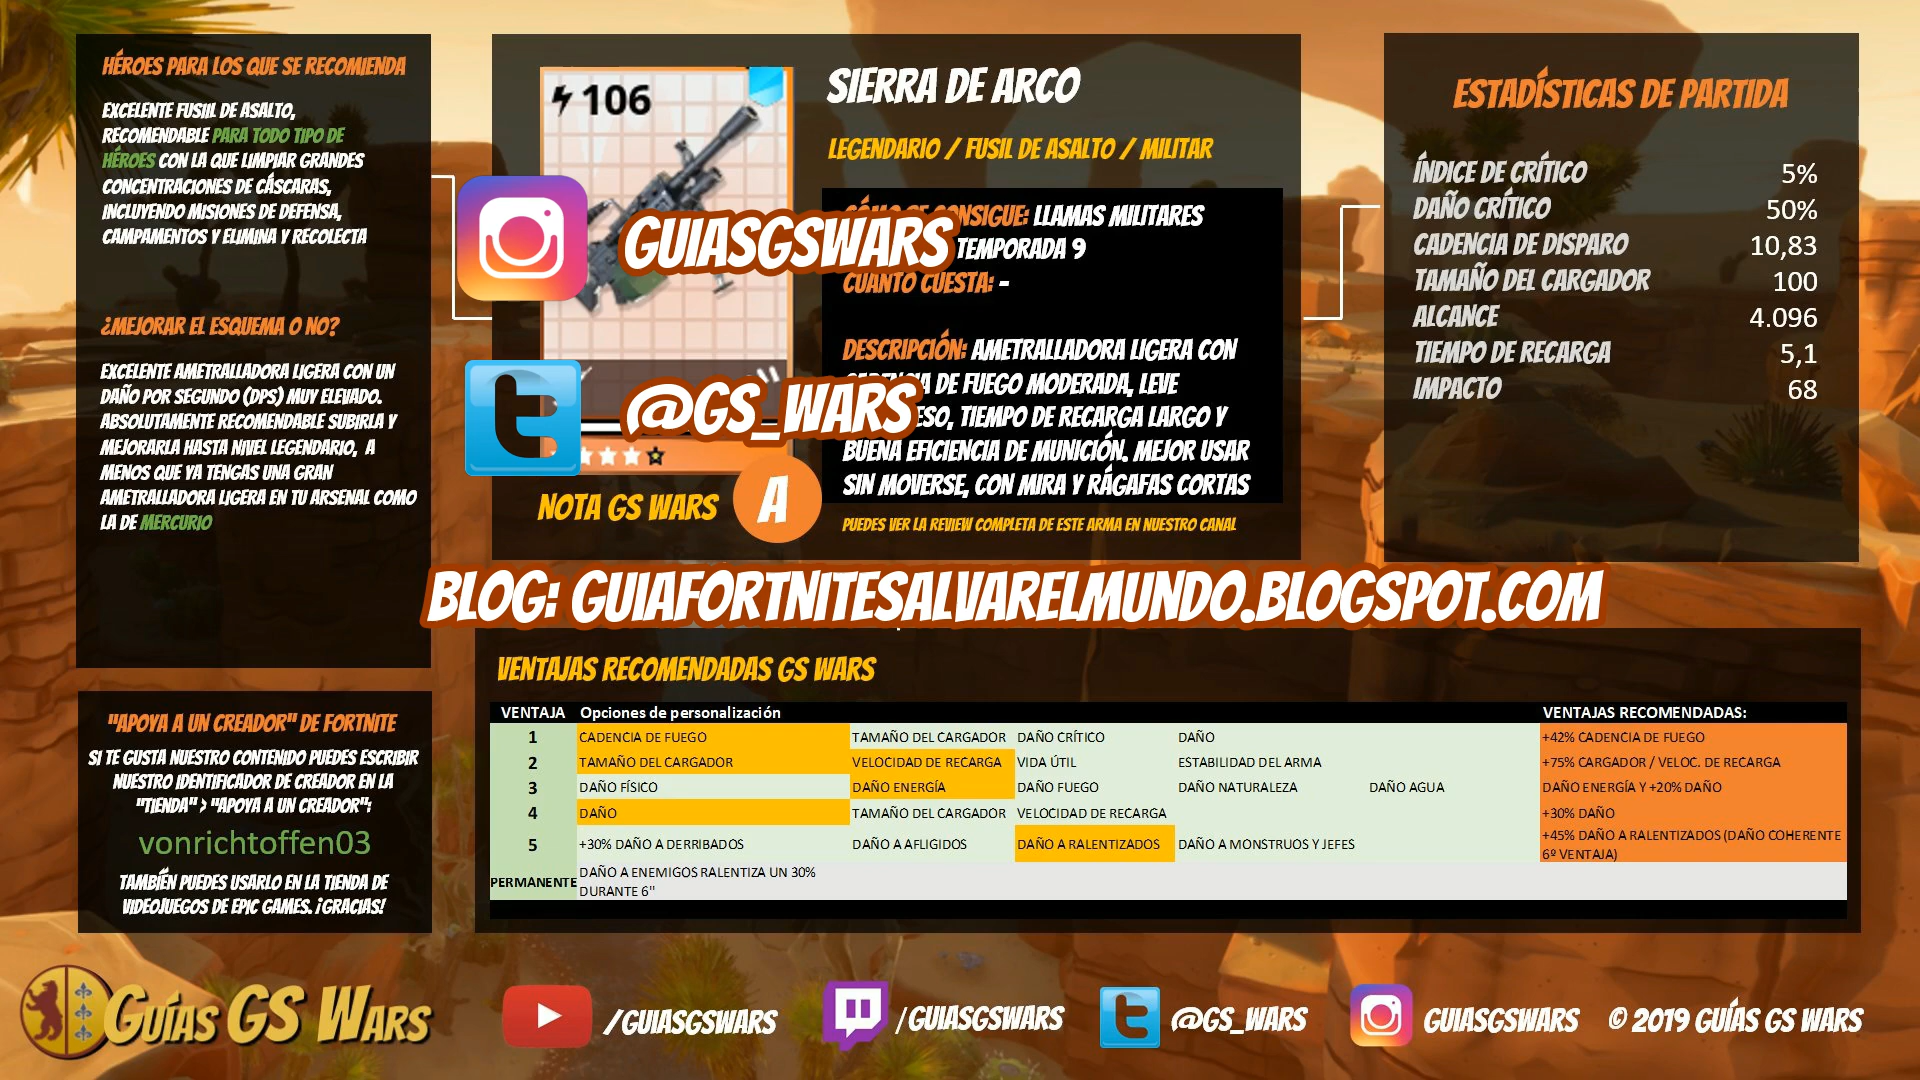 HÉROES PARA LOS QUE SE RECOMIENDA
EXCELENTE FUSIIL DE ASALTO,
RECOMENDABLE PARA TODO TIPO DE
HÉROES CON LA QUE LIMPIAR GRANDES
CONCENTRACIONES DE CÁSCARAS,
INCLUYENDO MISIONES DE DEFENSA,
CAMPAMENTOS Y ELIMINA Y RECOLECTA
¿MEJORAR EL ESQUEMA O NO?
EXCELENTE AMETRALLADORA LIGERA CON UN
DAÑO POR SEGUNDO (DPS) MUY ELEVADO.
ABSOLUTAMENTE RECOMENDABLE SUBIRLA Y
MEJORARLA HASTA NIVEL LEGENDARIO, A
MENOS QUE YA TENGAS UNA GRAN
AMETRALLADORA LIGERA EN TU ARSENAL COMO
LA DE MERCURIO
"APOYA A UN CREADOR" DE FORTNITE
SI TE GUSTA NUESTRO CONTENIDO PUEDES ESCRIBIR
NUESTRO IDENTIFICADOR DE CREADOR EN LA
"TIENDA" > "APOYA A UN CREADOR":
vonrichtoffen03
TAMBIÉN PUEDES USARLO EN LA TIENDA DE
VIDEOJUEGOS DE EPIC GAMES. ¡GRACIAS!
106
SIERRA DE ARCO
LEGENDARIO / FUSIL DE ASALTO / MILITAR
CONSIGUE: LLAMAS MILITARES
TEMPORADA 9
CUANTO CUESTA: -
DESCRIPCIÓN: AMETRALLADORA LIGERA CON
DE FUEGO MODERADA, LEVE
TIEMPO DE RECARGA LARGO Y
BUENA EFICIENCIA DE MUNICIÓN. MEJOR USAR
SIN MOVERSE, CON MIRA Y RÁGAFAS CORTAS
PUEDES VER LA REVIEW COMPLETA DE ESTE ARMA EN NUESTRO CANAL
GUIASGSWARS
@GS_WARS
NOTA GS WARS A
BLOG: GUIAFORTNITESALVARELMUNDO.BLOGSPOT.COM
ESTADÍSTICAS DE PARTIDA
ÍNDICE DE CRÍTICO 5%
DAÑO CRÍTICO 50%
CADENCIA DE DISPARO 10,83
TAMAÑO DEL CARGADOR 100
ALCANCE 4.096
TIEMPO DE RECARGA 5,1
IMPACTO 68
VENTAJAS RECOMENDADAS GS WARS
VENTAJA Opciones de personalización VENTAJAS RECOMENDADAS:
1 CADENCIA DE FUEGO TAMAÑO DEL CARGADOR DAÑO CRÍTICO DAÑO +42% CADENCIA DE FUEGO
2 TAMAÑO DEL CARGADOR VELOCIDAD DE RECARGA VIDA ÚTIL ESTABILIDAD DEL ARMA +75% CARGADOR / VELOC. DE RECARGA
3 DAÑO FÍSICO DAÑO ENERGÍA DAÑO FUEGO DAÑO NATURALEZA DAÑO AGUA DAÑO ENERGÍA Y +20% DAÑO
4 DAÑO TAMAÑO DEL CARGADOR VELOCIDAD DE RECARGA +30% DAÑO
5 +30% DAÑO A DERRIBADOS DAÑO A AFLIGIDOS DAÑO A RALENTIZADOS DAÑO A MONSTRUOS Y JEFES +45% DAÑO A RALENTIZADOS (DAÑO COHERENTE
6º VENTAJA)
PERMANENTE DAÑO A ENEMIGOS RALENTIZA UN 30%
DURANTE 6"
GUÍAS GS WARS
/GUIASGSWARS
/GUIASGSWARS
@GS_WARS
GUIASGSWARS
© 2019 GUÍAS GS WARS